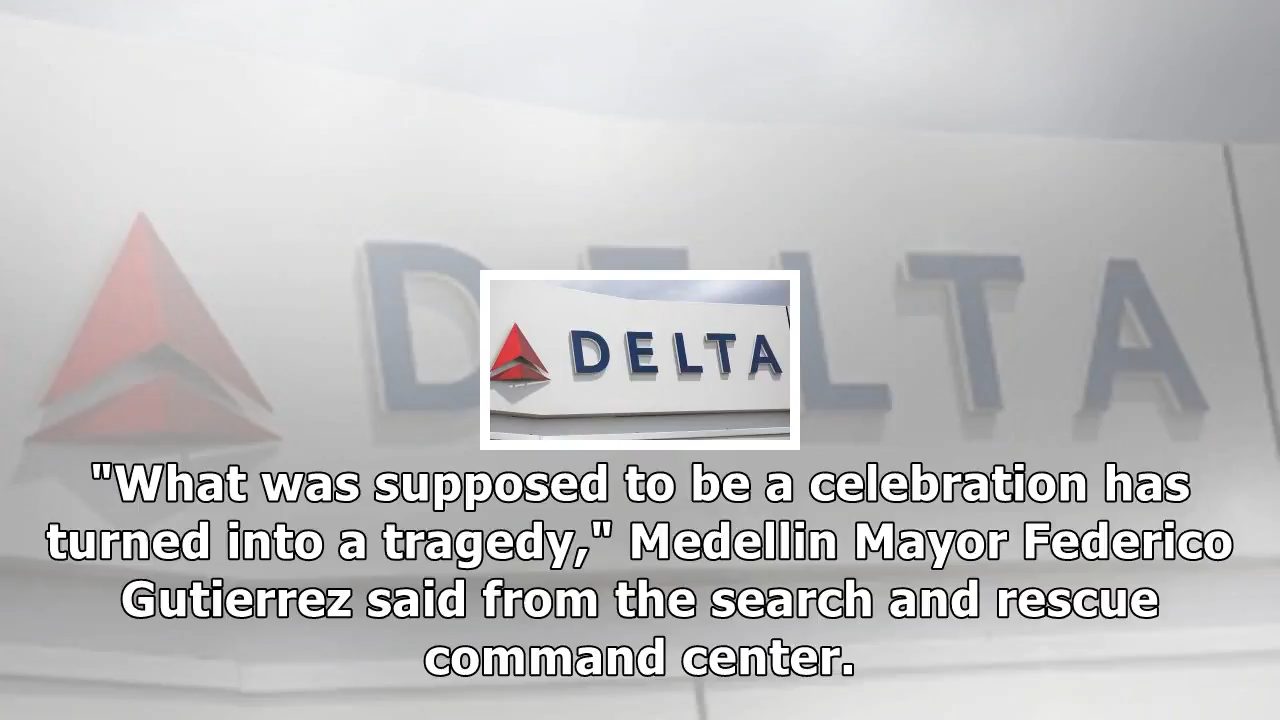 DELTA
DELTA
"What was supposed to be a celebration has
turned into a tragedy," Medellin Mayor Federico
Gutierrez said from the search and rescue
command center.